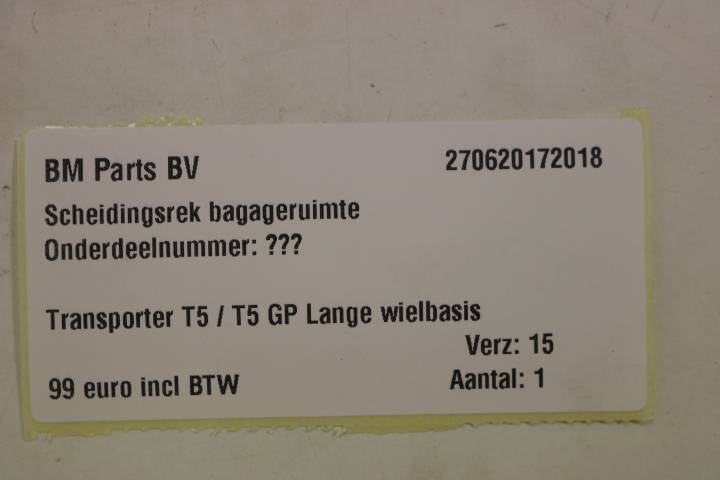 BM Parts BV 270620172018
Scheidingsrek bagageruimte
Onderdeelnummer: ???
Transporter T5 / T5 GP Lange wielbasis
Verz: 15
99 euro incl BTW Aantal: 1